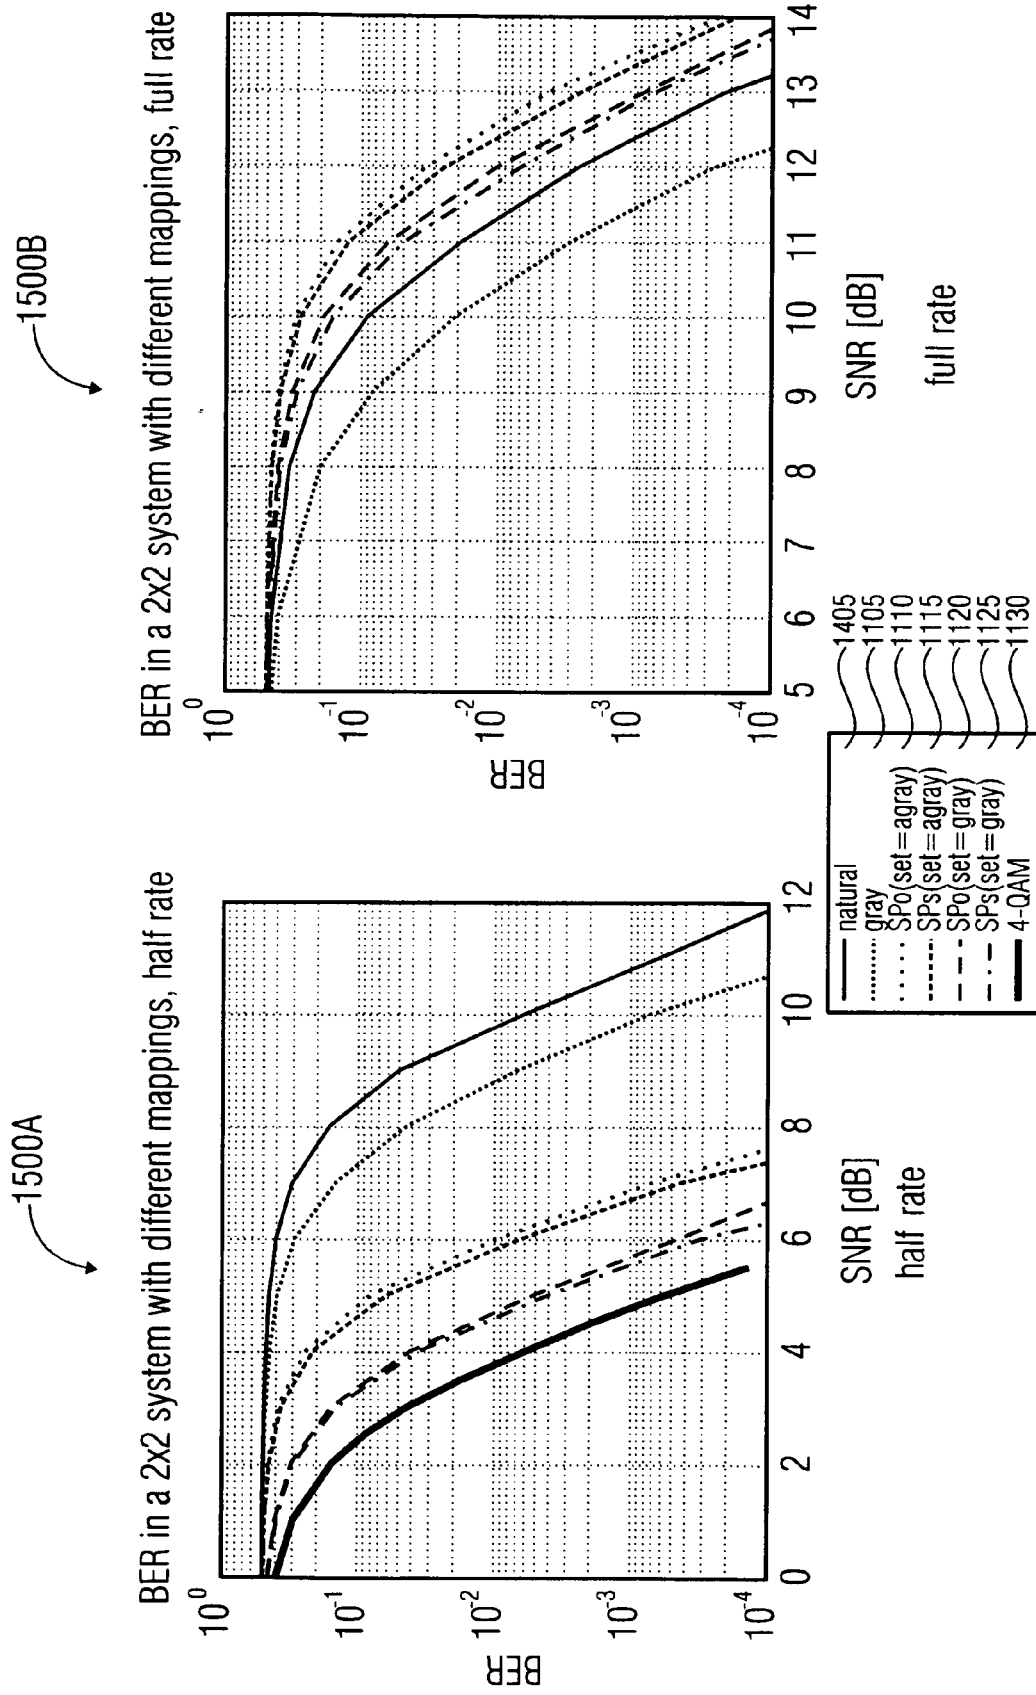 1500A
BER in a 2x2 system with different mappings, half rate
10^0
10^-1
10^-2
10^-3
10^-4
BER
0
2
4
6
8
10
12
SNR [dB]
half rate
1500B
BER in a 2x2 system with different mappings, full rate
10^0
10^-1
10^-2
10^-3
10^-4
BER
5
6
7
8
9
10
11
12
13
14
SNR [dB]
full rate
natural 1405
gray 1105
SPo(set=agray) 1110
SPs(set=agray) 1115
SPo(set=gray) 1120
SPs(set=gray) 1125
4-QAM 1130